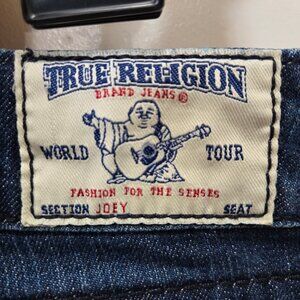 TRUE RELIGION
BRAND JEANS®
WORLD TOUR
FASHION FOR THE SENSES
SECTION JOEY SEAT